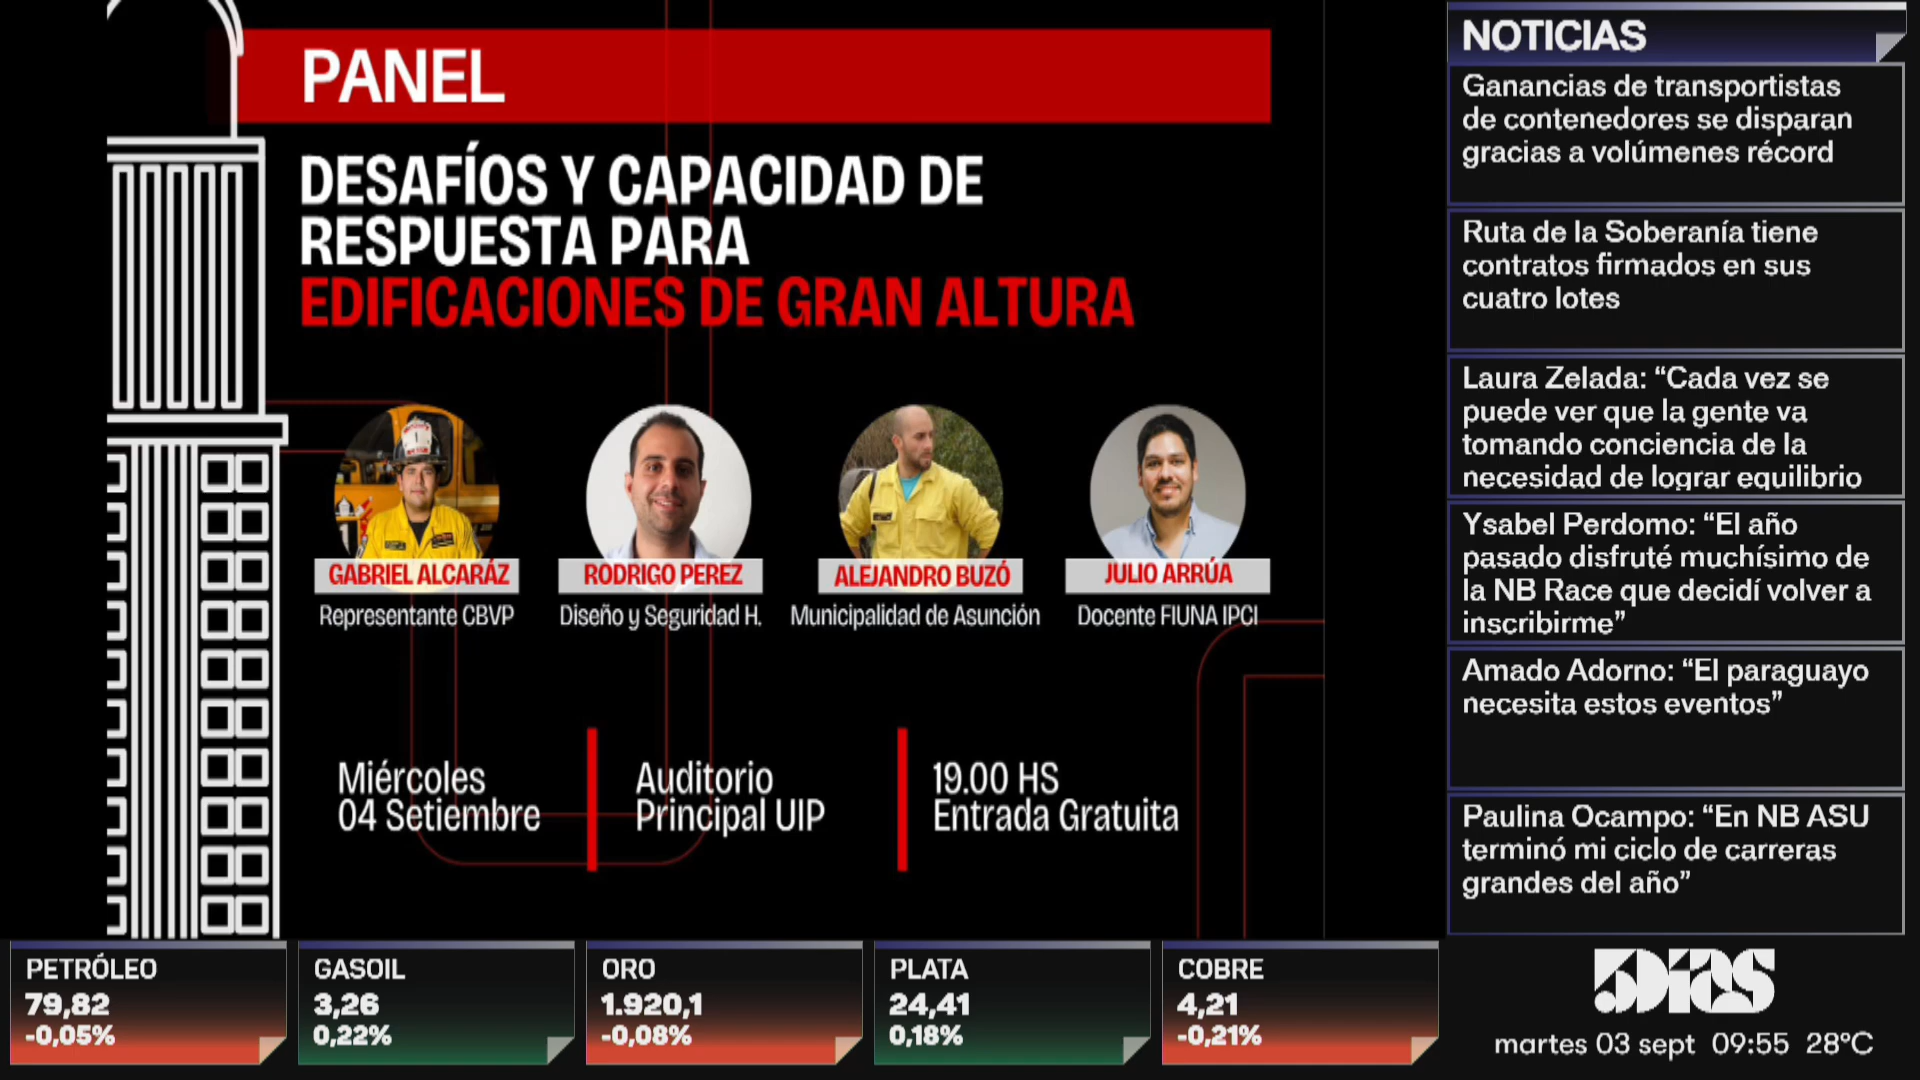 PANEL
DESAFÍOS Y CAPACIDAD DE
RESPUESTA PARA
EDIFICACIONES DE GRAN ALTURA
GABRIEL ALCARÁZ
Representante CBVP
RODRIGO PEREZ
Diseño y Seguridad H.
ALEJANDRO BUZÓ
Municipalidad de Asunción
JULIO ARRÚA
Docente FIUNA IPCI
Miércoles
04 Setiembre
Auditorio
Principal UIP
19.00 HS
Entrada Gratuita
NOTICIAS
Ganancias de transportistas
de contenedores se disparan
gracias a volúmenes récord
Ruta de la Soberanía tiene
contratos firmados en sus
cuatro lotes
Laura Zelada: “Cada vez se
puede ver que la gente va
tomando conciencia de la
necesidad de lograr equilibrio
Ysabel Perdomo: “El año
pasado disfruté muchísimo de
la NB Race que decidí volver a
inscribirme”
Amado Adorno: “El paraguayo
necesita estos eventos”
Paulina Ocampo: “En NB ASU
terminó mi ciclo de carreras
grandes del año”
PETRÓLEO
79,82
-0,05%
GASOIL
3,26
0,22%
ORO
1.920,1
-0,08%
PLATA
24,41
0,18%
COBRE
4,21
-0,21%
5Días
martes 03 sept 09:55 28°C